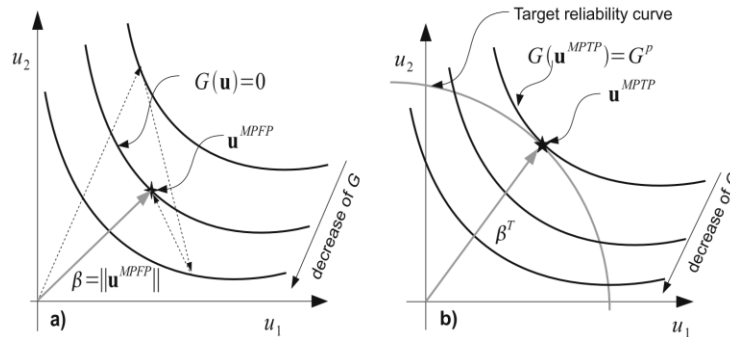 u₂
G(u)=0
u^{MPFP}
β=||u^{MPFP}||
decrease of G
a)
u₁
Target reliability curve
u₂
G(u^{MPTP})=G^p
u^{MPTP}
β^T
decrease of G
b)
u₁